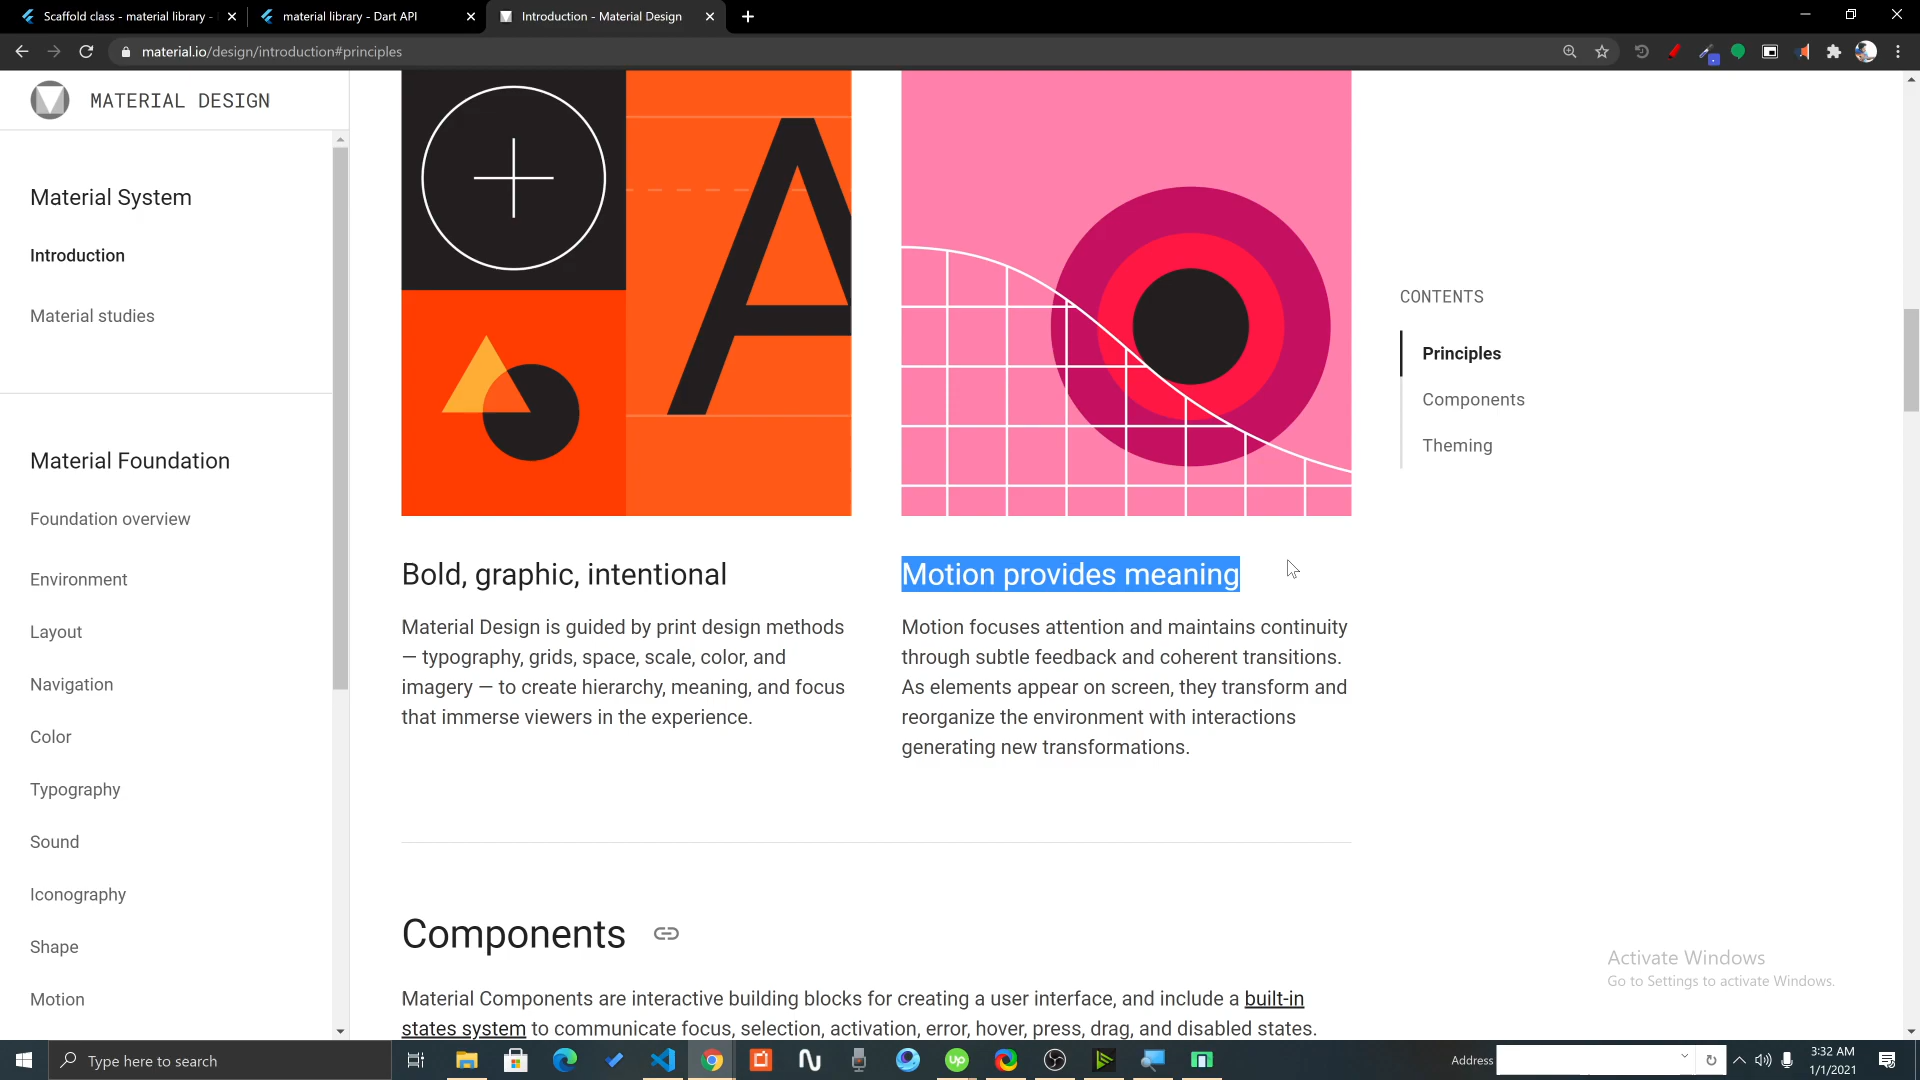 Scaffold class - material library -
material library - Dart API
Introduction - Material Design
material.io/design/introduction#principles
MATERIAL DESIGN
Material System
Introduction
Material studies
Material Foundation
Foundation overview
Environment
Layout
Navigation
Color
Typography
Sound
Iconography
Shape
Motion
A
Bold, graphic, intentional
Material Design is guided by print design methods
— typography, grids, space, scale, color, and
imagery — to create hierarchy, meaning, and focus
that immerse viewers in the experience.
Motion provides meaning
Motion focuses attention and maintains continuity
through subtle feedback and coherent transitions.
As elements appear on screen, they transform and
reorganize the environment with interactions
generating new transformations.
Components
Material Components are interactive building blocks for creating a user interface, and include a built-in
states system to communicate focus, selection, activation, error, hover, press, drag, and disabled states.
CONTENTS
Principles
Components
Theming
Activate Windows
Go to Settings to activate Windows.
Type here to search
Up
Address
3:32 AM
1/1/2021